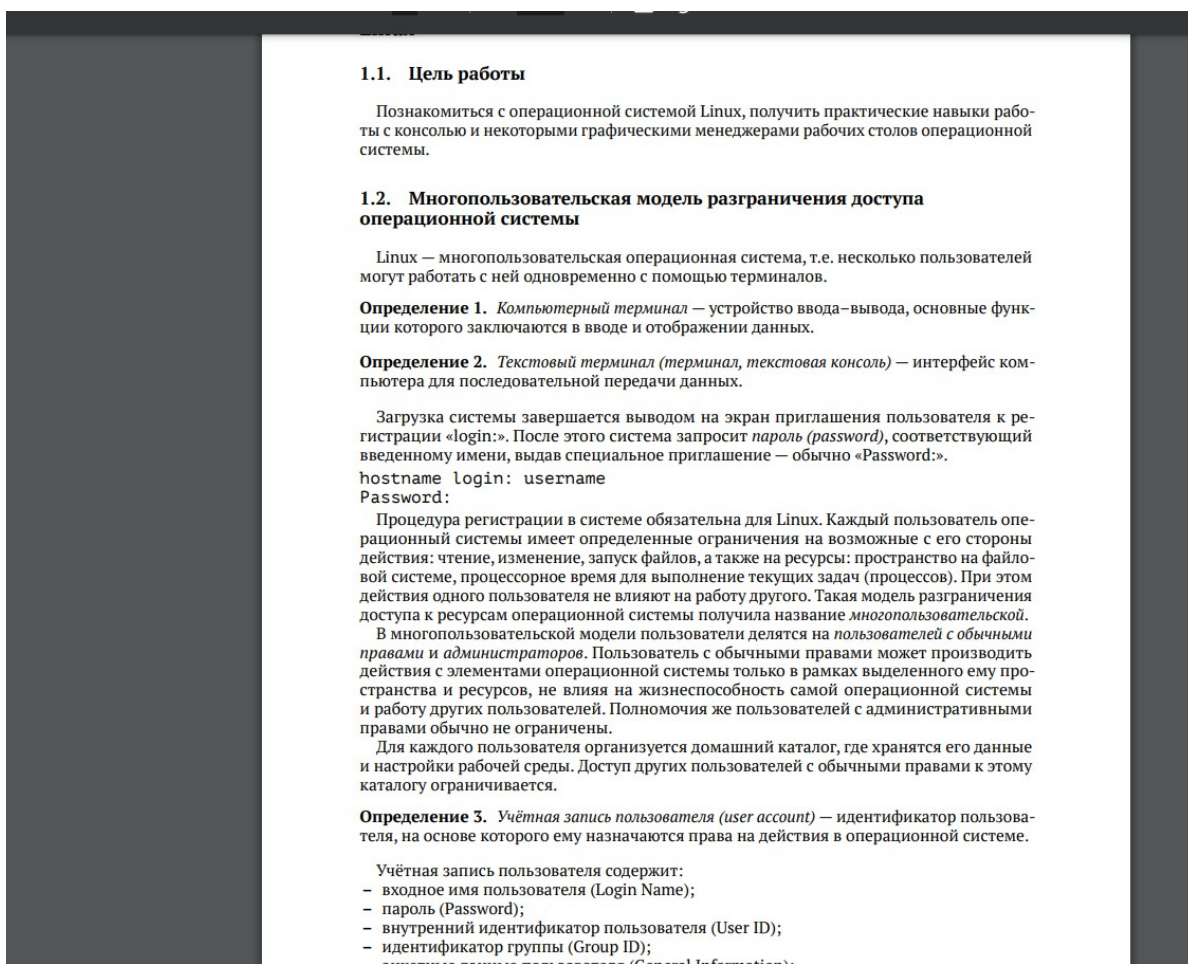 1.1. Цель работы
Познакомиться с операционной системой Linux, получить практические навыки рабо-
ты с консолью и некоторыми графическими менеджерами рабочих столов операционной
системы.
1.2. Многопользовательская модель разграничения доступа
операционной системы
Linux — многопользовательская операционная система, т.е. несколько пользователей
могут работать с ней одновременно с помощью терминалов.
Определение 1. Компьютерный терминал — устройство ввода–вывода, основные функ-
ции которого заключаются в вводе и отображении данных.
Определение 2. Текстовый терминал (терминал, текстовая консоль) — интерфейс ком-
пьютера для последовательной передачи данных.
Загрузка системы завершается выводом на экран приглашения пользователя к ре-
гистрации «login:». После этого система запросит пароль (password), соответствующий
введенному имени, выдав специальное приглашение — обычно «Password:».
hostname login: username
Password:
Процедура регистрации в системе обязательна для Linux. Каждый пользователь опе-
рационный системы имеет определенные ограничения на возможные с его стороны
действия: чтение, изменение, запуск файлов, а также на ресурсы: пространство на файло-
вой системе, процессорное время для выполнение текущих задач (процессов). При этом
действия одного пользователя не влияют на работу другого. Такая модель разграничения
доступа к ресурсам операционной системы получила название многопользовательской.
В многопользовательской модели пользователи делятся на пользователей с обычными
правами и администраторов. Пользователь с обычными правами может производить
действия с элементами операционной системы только в рамках выделенного ему про-
странства и ресурсов, не влияя на жизнеспособность самой операционной системы
и работу других пользователей. Полномочия же пользователей с административными
правами обычно не ограничены.
Для каждого пользователя организуется домашний каталог, где хранятся его данные
и настройки рабочей среды. Доступ других пользователей с обычными правами к этому
каталогу ограничивается.
Определение 3. Учётная запись пользователя (user account) — идентификатор пользова-
теля, на основе которого ему назначаются права на действия в операционной системе.
Учётная запись пользователя содержит:
– входное имя пользователя (Login Name);
– пароль (Password);
– внутренний идентификатор пользователя (User ID);
– идентификатор группы (Group ID);